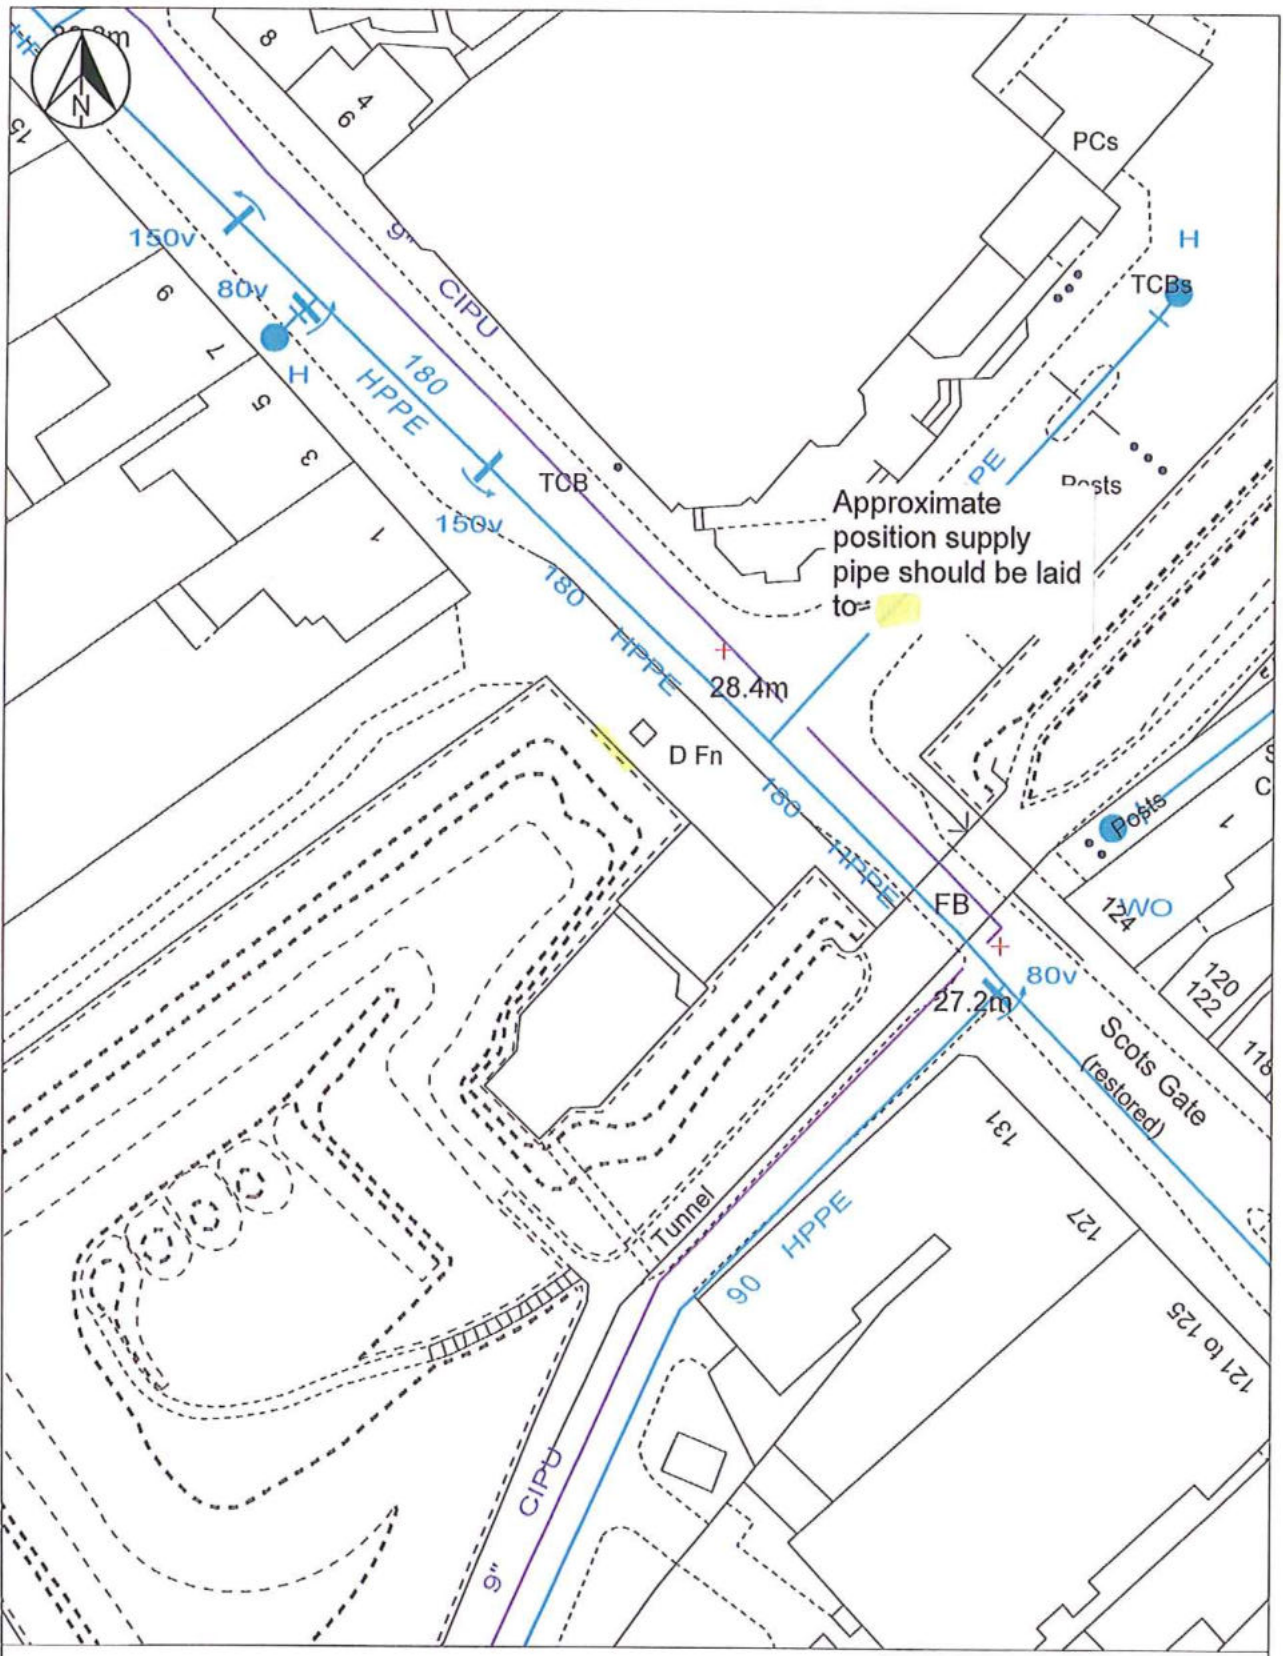 N
8
4
6
15
PCs
H
TCBs
150v
9"
CIPU
80v
9
7
H
180
HPPE
5
3
1
TCB
150v
PE
Posts
Approximate
position supply
pipe should be laid
to
180
HPPE
28.4m
D Fn
180
HPPE
Posts
1
C
FB
124
WO
80v
27.2m
120
122
118
Scots Gate
(restored)
131
127
121 to 125
Tunnel
90
HPPE
CIPU
9"